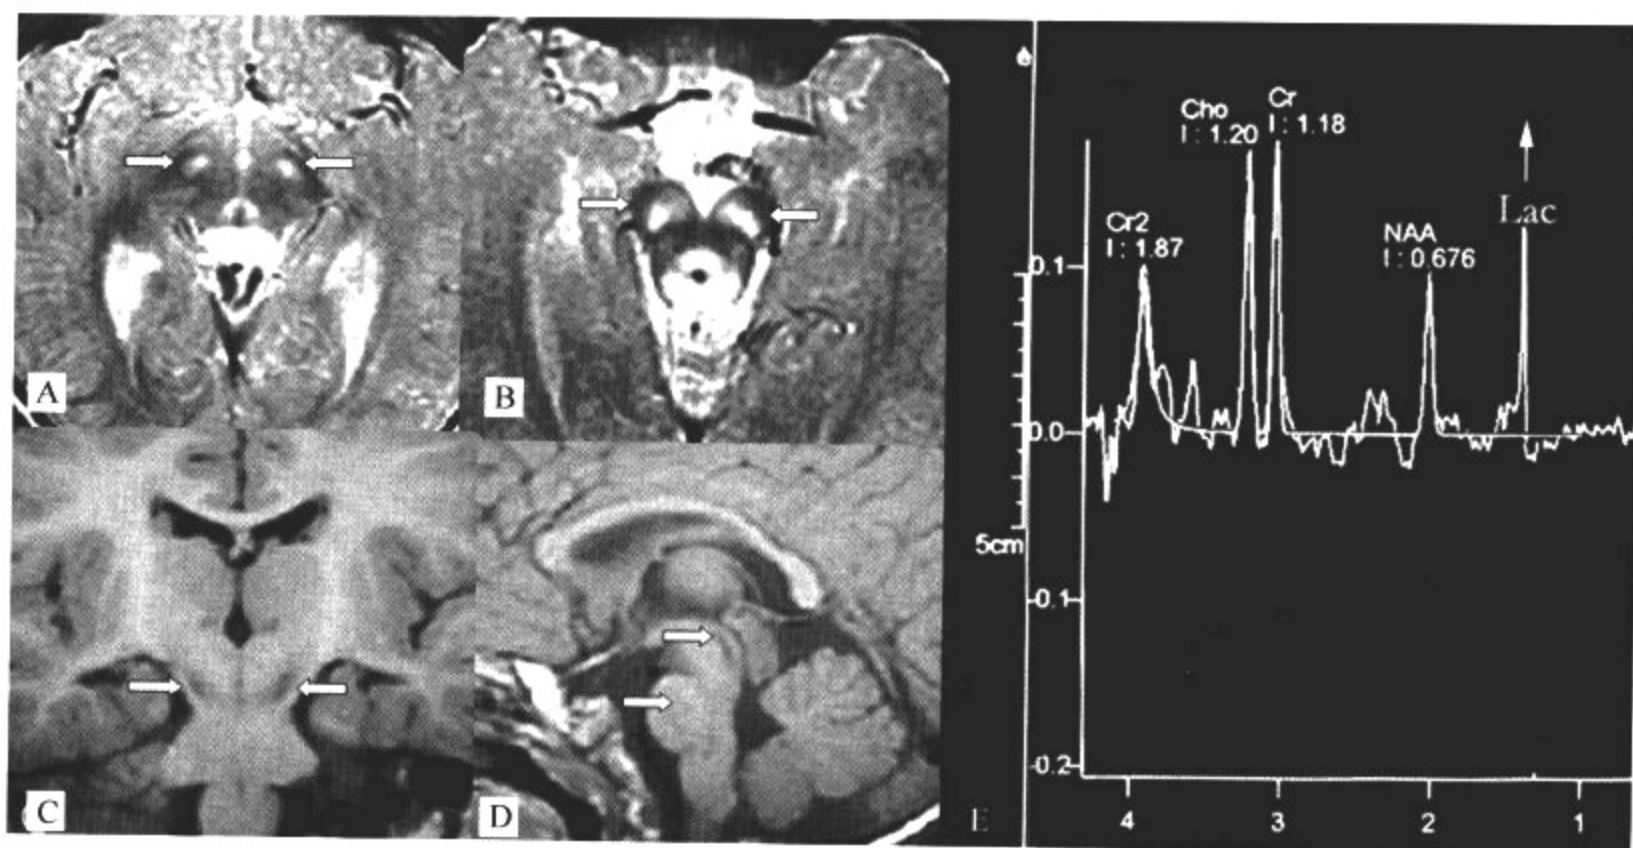 A
B
C
D
E
Cho
I : 1.20
Cr
I : 1.18
Cr2
I : 1.87
NAA
I : 0.676
Lac
0.1
0.0
-0.1
-0.2
5cm
4
3
2
1